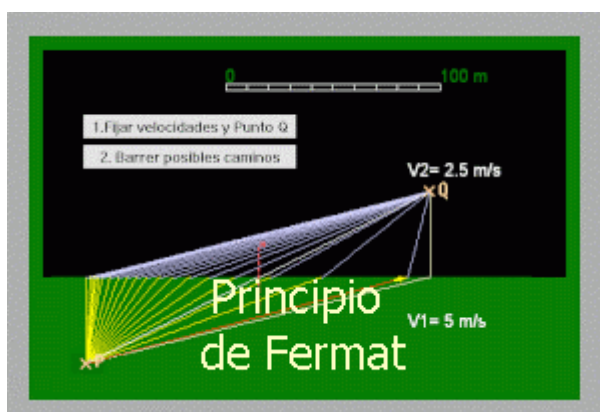 0 100 m
1.Fijar velocidades y Punto Q
2. Barrer posibles caminos
V2= 2.5 m/s
Q
Principio
V1= 5 m/s
de Fermat
P